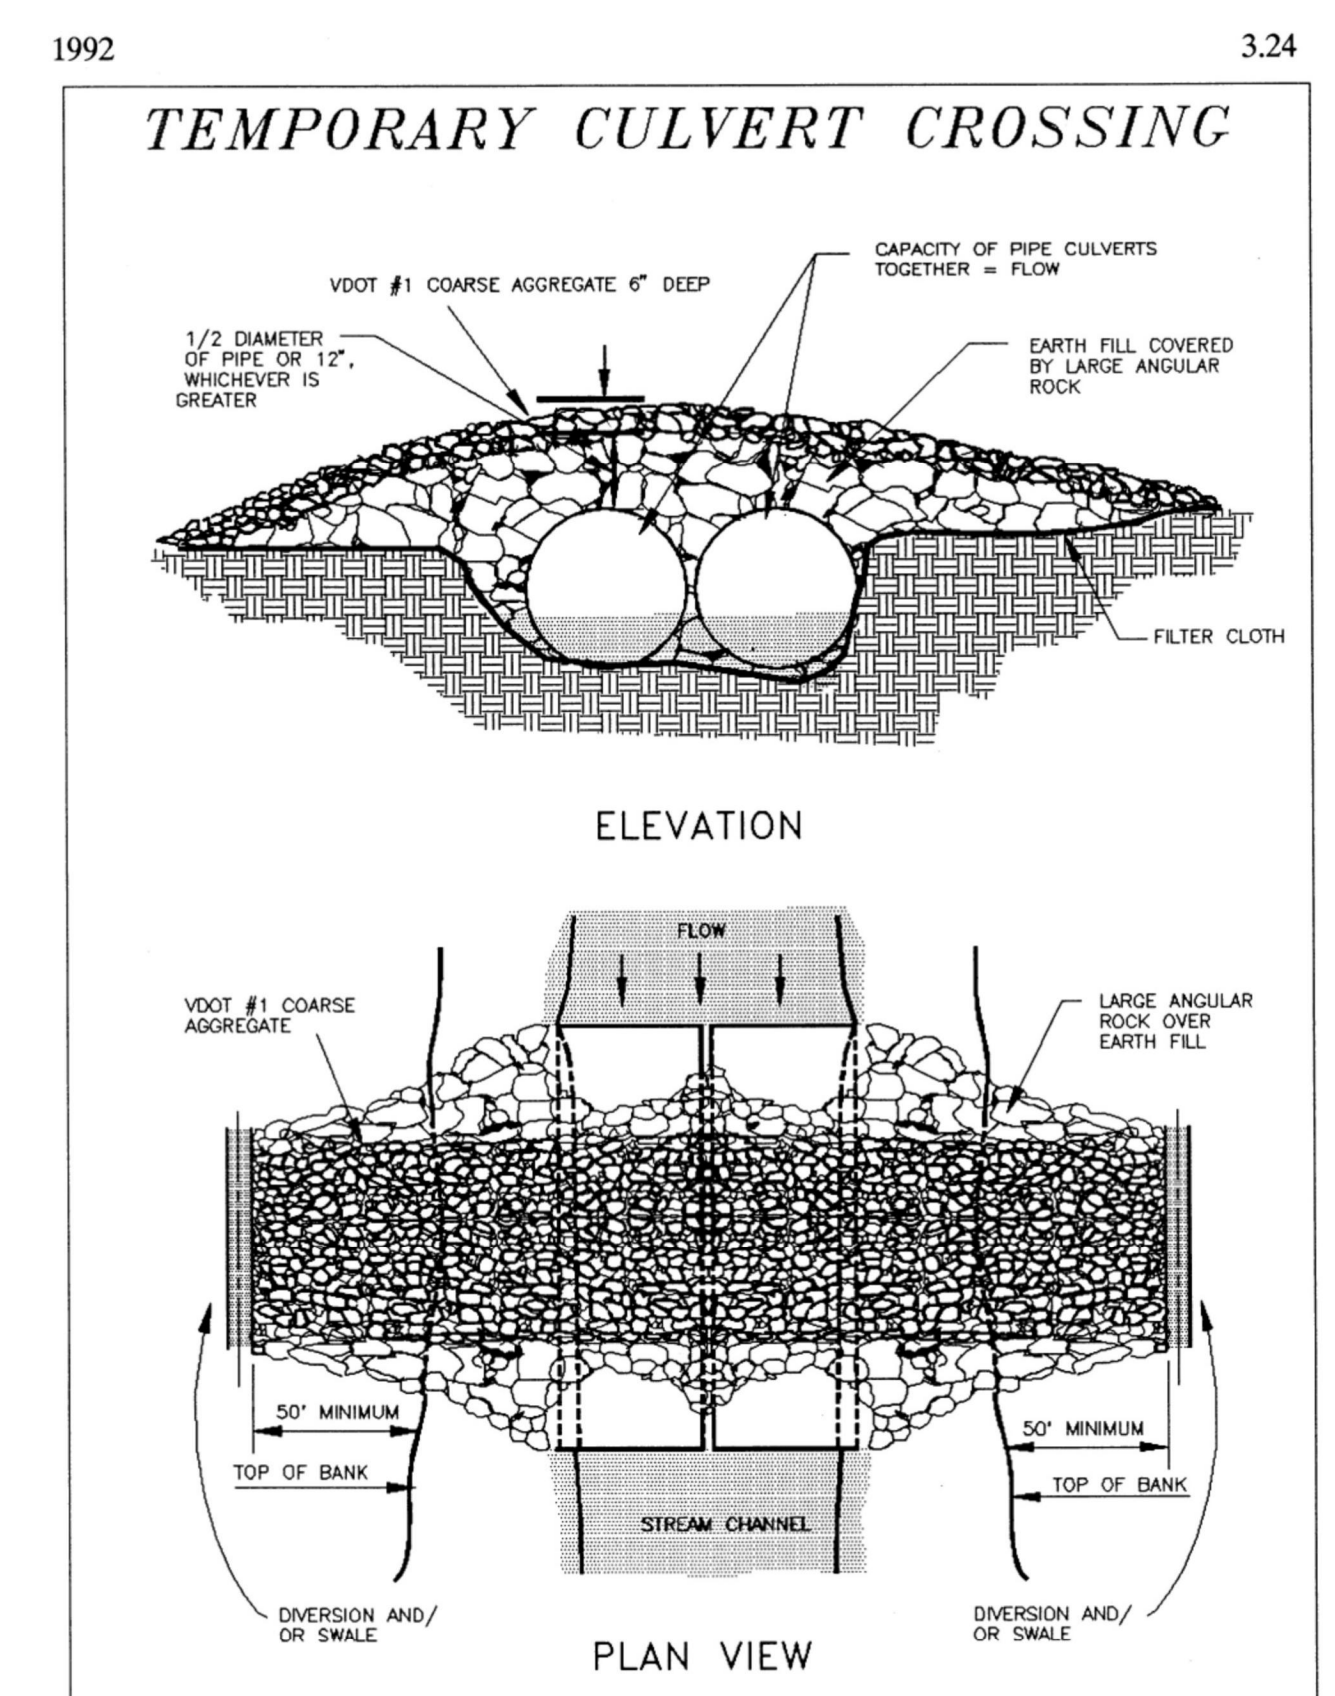 1992
3.24
TEMPORARY CULVERT CROSSING
CAPACITY OF PIPE CULVERTS
TOGETHER = FLOW
VDOT #1 COARSE AGGREGATE 6" DEEP
1/2 DIAMETER
OF PIPE OR 12",
WHICHEVER IS
GREATER
EARTH FILL COVERED
BY LARGE ANGULAR
ROCK
FILTER CLOTH
ELEVATION
FLOW
VDOT #1 COARSE
AGGREGATE
LARGE ANGULAR
ROCK OVER
EARTH FILL
50' MINIMUM
50' MINIMUM
TOP OF BANK
TOP OF BANK
STREAM CHANNEL
DIVERSION AND/
OR SWALE
DIVERSION AND/
OR SWALE
PLAN VIEW